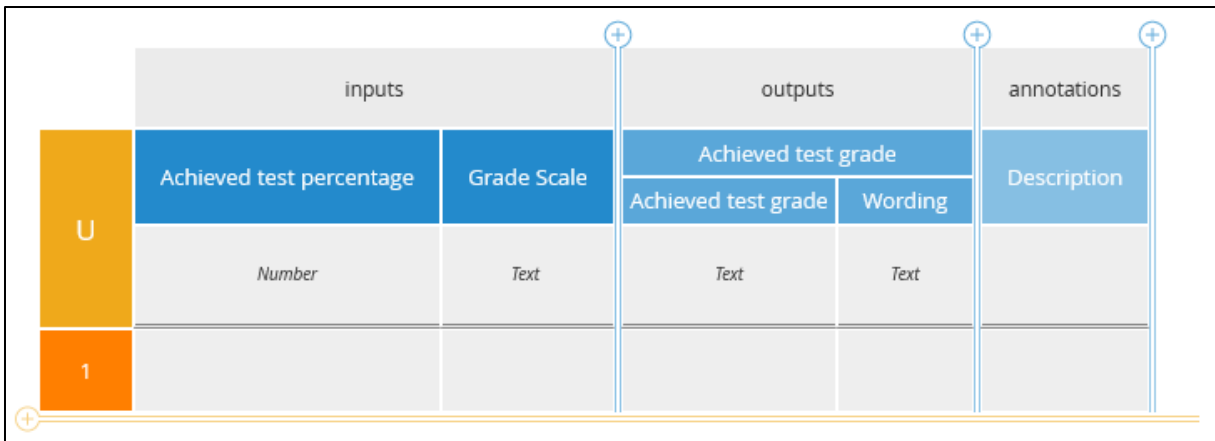 inputs
outputs
annotations
U
Achieved test percentage
Grade Scale
Achieved test grade
Achieved test grade
Wording
Description
Number
Text
Text
Text
1